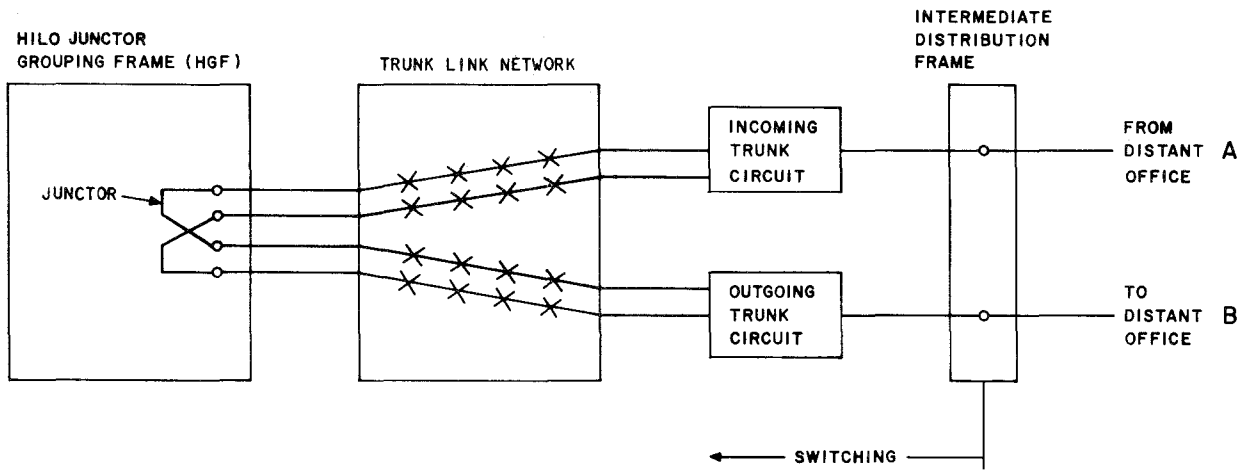 HILO JUNCTOR
GROUPING FRAME (HGF)
TRUNK LINK NETWORK
INTERMEDIATE
DISTRIBUTION
FRAME
JUNCTOR
INCOMING
TRUNK
CIRCUIT
FROM
DISTANT A
OFFICE
OUTGOING
TRUNK
CIRCUIT
TO
DISTANT B
OFFICE
SWITCHING